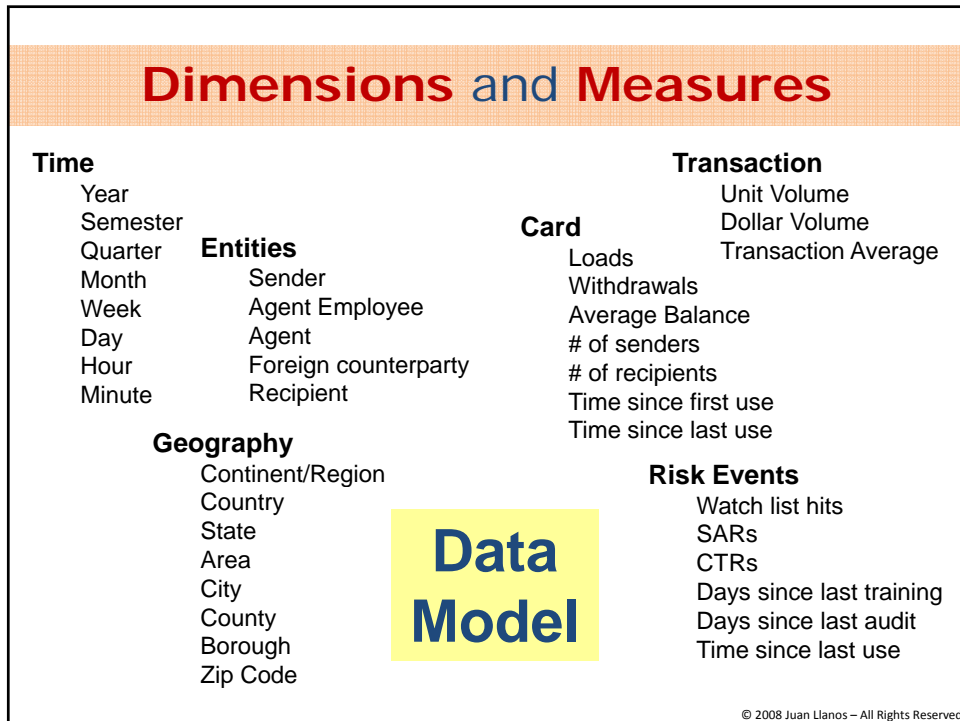 Dimensions and Measures
Time
Year
Semester
Quarter
Month
Week
Day
Hour
Minute
Entities
Sender
Agent Employee
Agent
Foreign counterparty
Recipient
Geography
Continent/Region
Country
State
Area
City
County
Borough
Zip Code
Card
Loads
Withdrawals
Average Balance
# of senders
# of recipients
Time since first use
Time since last use
Transaction
Unit Volume
Dollar Volume
Transaction Average
Risk Events
Watch list hits
SARs
CTRs
Days since last training
Days since last audit
Time since last use
Data
Model
© 2008 Juan Llanos – All Rights Reserved